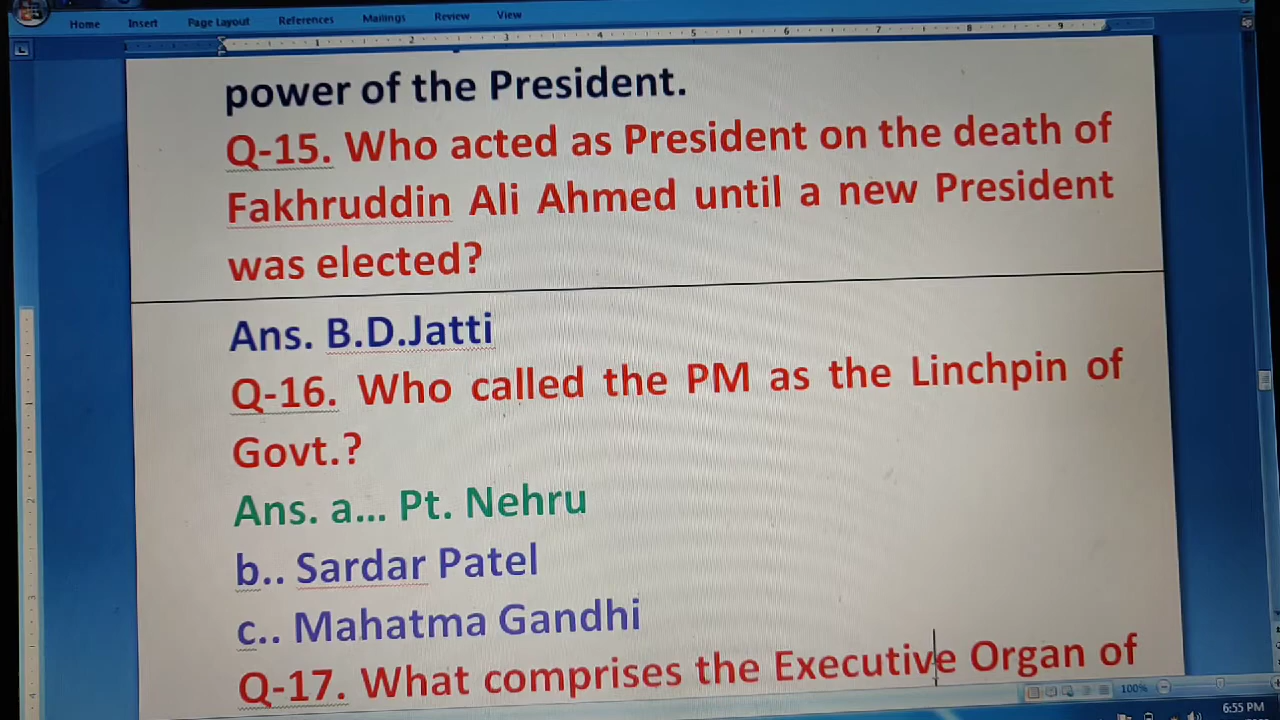 Home Insert Page Layout References Mailings Review View
power of the President.
Q-15. Who acted as President on the death of
Fakhruddin Ali Ahmed until a new President
was elected?
Ans. B.D.Jatti
Q-16. Who called the PM as the Linchpin of
Govt.?
Ans. a... Pt. Nehru
b.. Sardar Patel
c.. Mahatma Gandhi
Q-17. What comprises the Executive Organ of
100%
6:55 PM